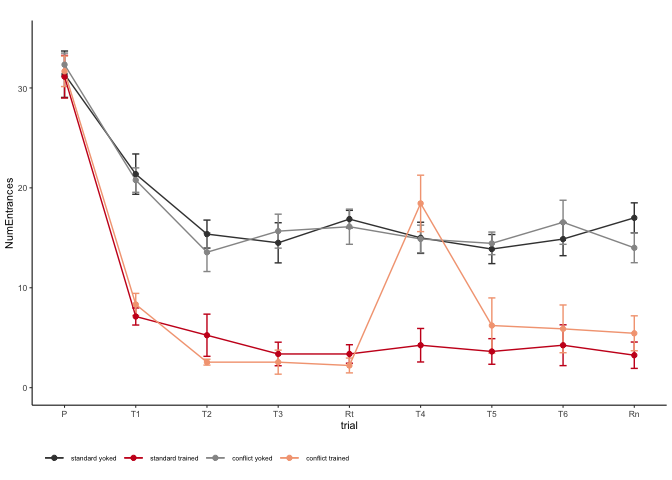 NumEntrances
30
20
10
0
P T1 T2 T3 Rt T4 T5 T6 Rn
trial
standard yoked standard trained conflict yoked conflict trained